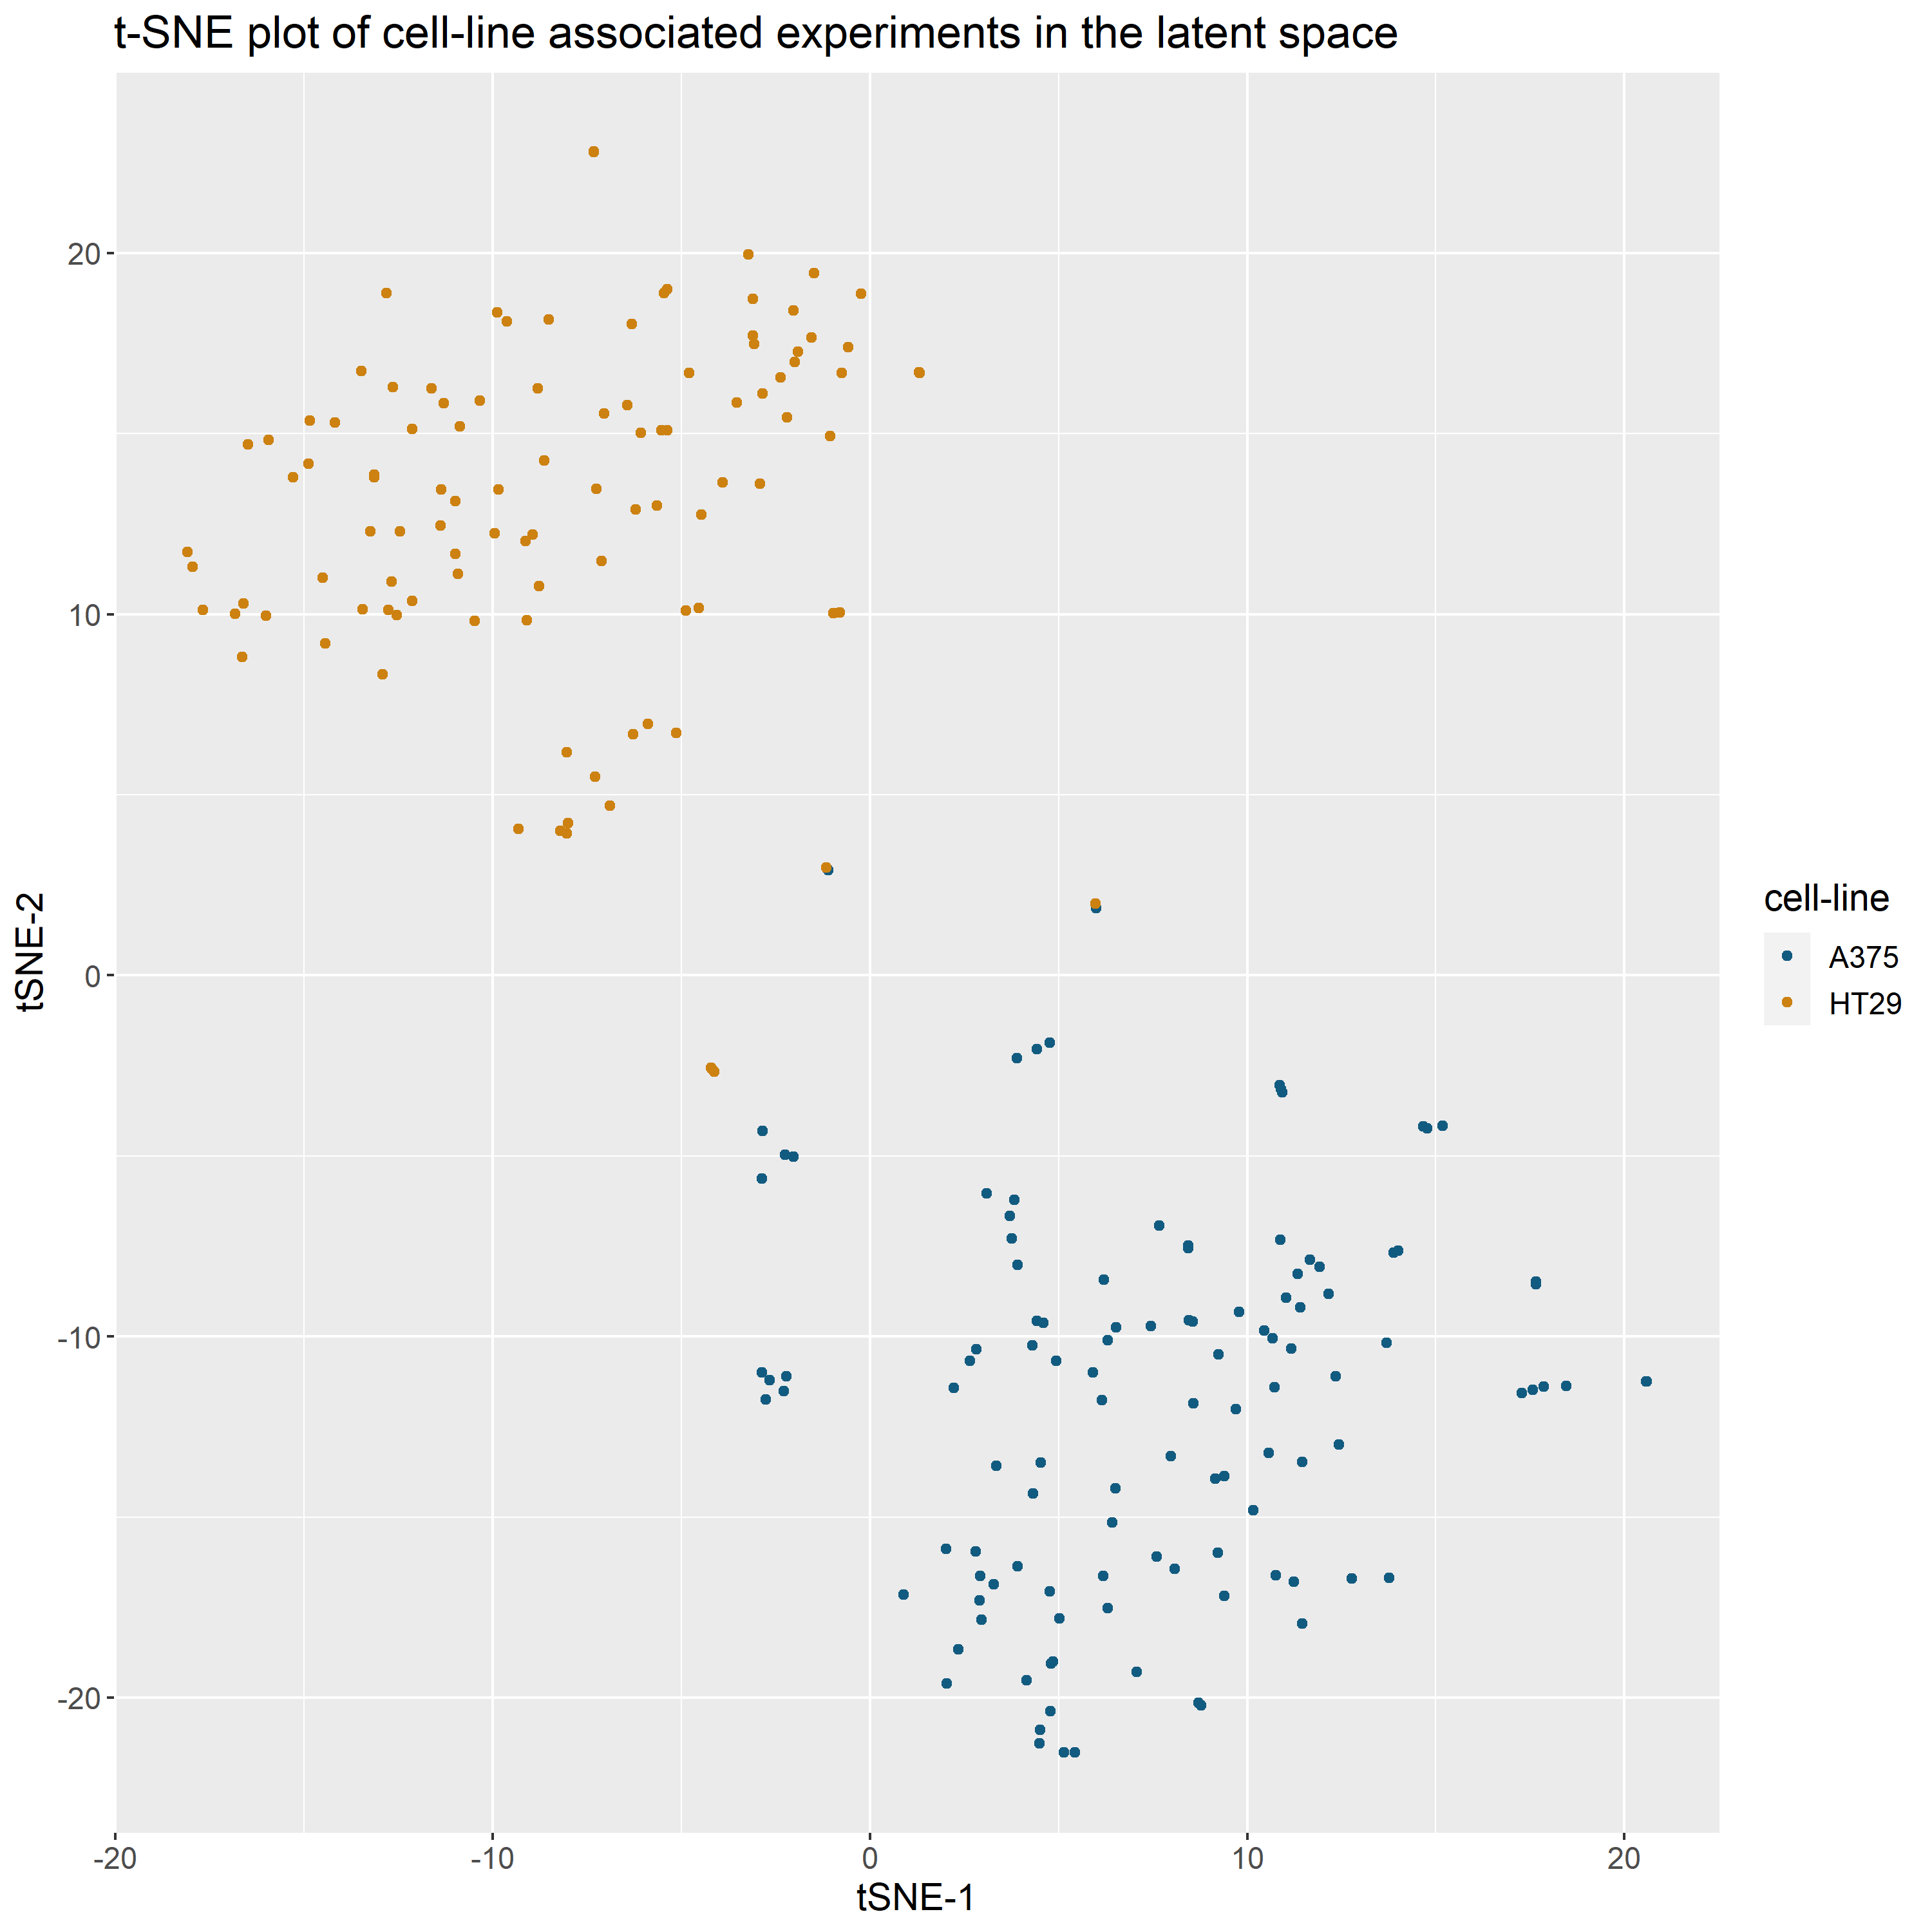 t-SNE plot of cell-line associated experiments in the latent space
20
10
0
-10
-20
tSNE-2
-20
-10
0
10
20
tSNE-1
cell-line
A375
HT29